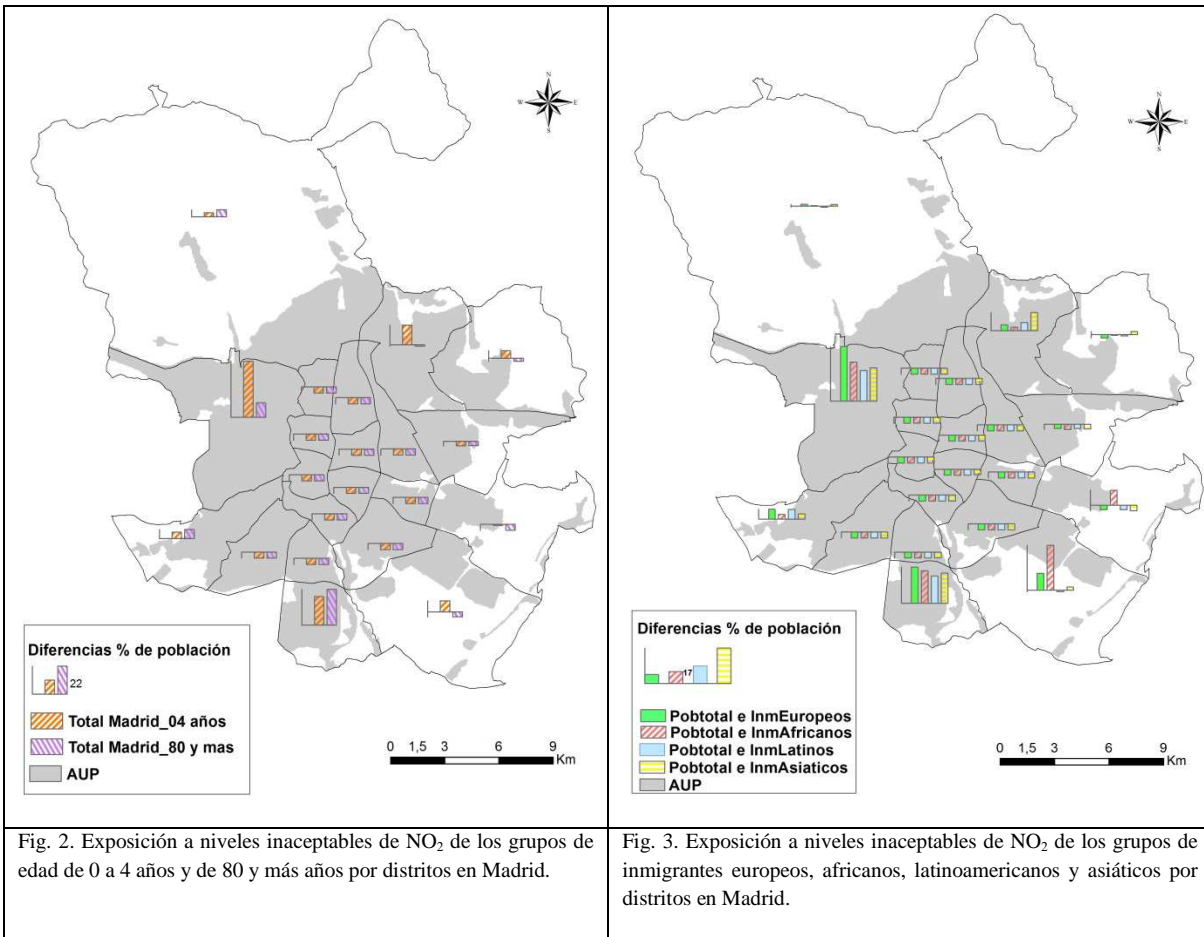 N
W E
S
Diferencias % de población
22
Total Madrid_04 años
Total Madrid_80 y mas
AUP
0 1,5 3 6 9
Km
Fig. 2. Exposición a niveles inaceptables de NO₂ de los grupos de
edad de 0 a 4 años y de 80 y más años por distritos en Madrid.
N
W E
S
Diferencias % de población
17
Pobtotal e InmEuropeos
Pobtotal e InmAfricanos
Pobtotal e InmLatinos
Pobtotal e InmAsiaticos
AUP
0 1,5 3 6 9
Km
Fig. 3. Exposición a niveles inaceptables de NO₂ de los grupos de
inmigrantes europeos, africanos, latinoamericanos y asiáticos por
distritos en Madrid.